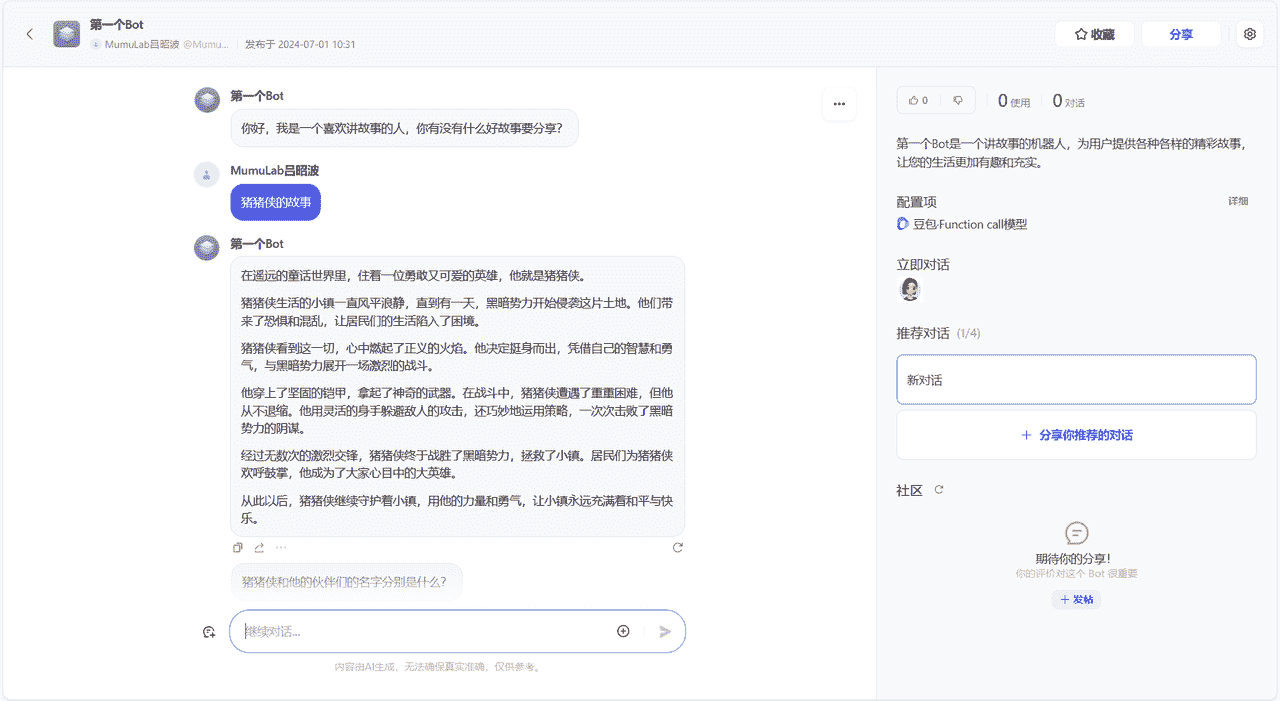 第一个Bot
MumuLab吕昭波 @Mumu... 发布于 2024-07-01 10:31
收藏
分享
第一个Bot
你好，我是一个喜欢讲故事的人，你有没有什么好故事要分享？
MumuLab吕昭波
猪猪侠的故事
第一个Bot
在遥远的童话世界里，住着一位勇敢又可爱的英雄，他就是猪猪侠。
猪猪侠生活的小镇一直风平浪静，直到有一天，黑暗势力开始侵袭这片土地。他们带
来了恐惧和混乱，让居民们的生活陷入了困境。
猪猪侠看到这一切，心中燃起了正义的火焰。他决定挺身而出，凭借自己的智慧和勇
气，与黑暗势力展开一场激烈的战斗。
他穿上了坚固的铠甲，拿起了神奇的武器。在战斗中，猪猪侠遭遇了重重困难，但他
从不退缩。他用灵活的身手躲避敌人的攻击，还巧妙地运用策略，一次次击败了黑暗
势力的阴谋。
经过无数次的激烈交锋，猪猪侠终于战胜了黑暗势力，拯救了小镇。居民们为猪猪侠
欢呼鼓掌，他成为了大家心目中的大英雄。
从此以后，猪猪侠继续守护着小镇，用他的力量和勇气，让小镇永远充满着和平与快
乐。
猪猪侠和他的伙伴们的名字分别是什么？
继续对话...
内容由AI生成，无法确保真实准确，仅供参考。
0
0 使用
0 对话
第一个Bot是一个讲故事的机器人，为用户提供各种各样的精彩故事，
让您的生活更加有趣和充实。
配置项
详细
豆包·Function call模型
立即对话
推荐对话 (1/4)
新对话
+ 分享你推荐的对话
社区
期待你的分享！
你的评价对这个 Bot 很重要
+ 发帖